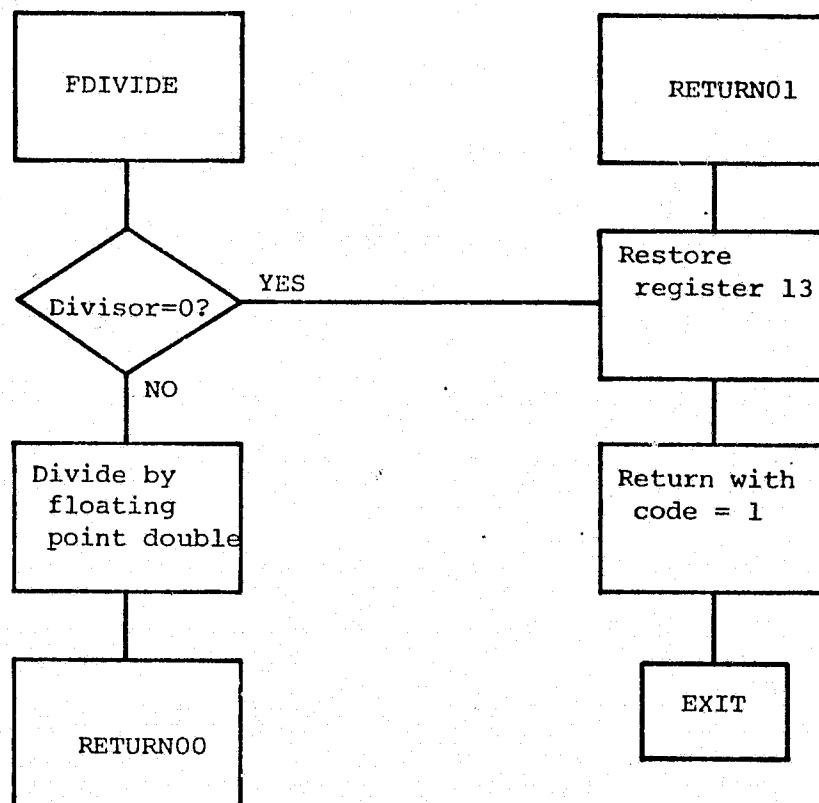 FDIVIDE
Divisor=0?
YES
NO
Divide by
floating
point double
RETURN00
RETURN01
Restore
register 13
Return with
code = 1
EXIT